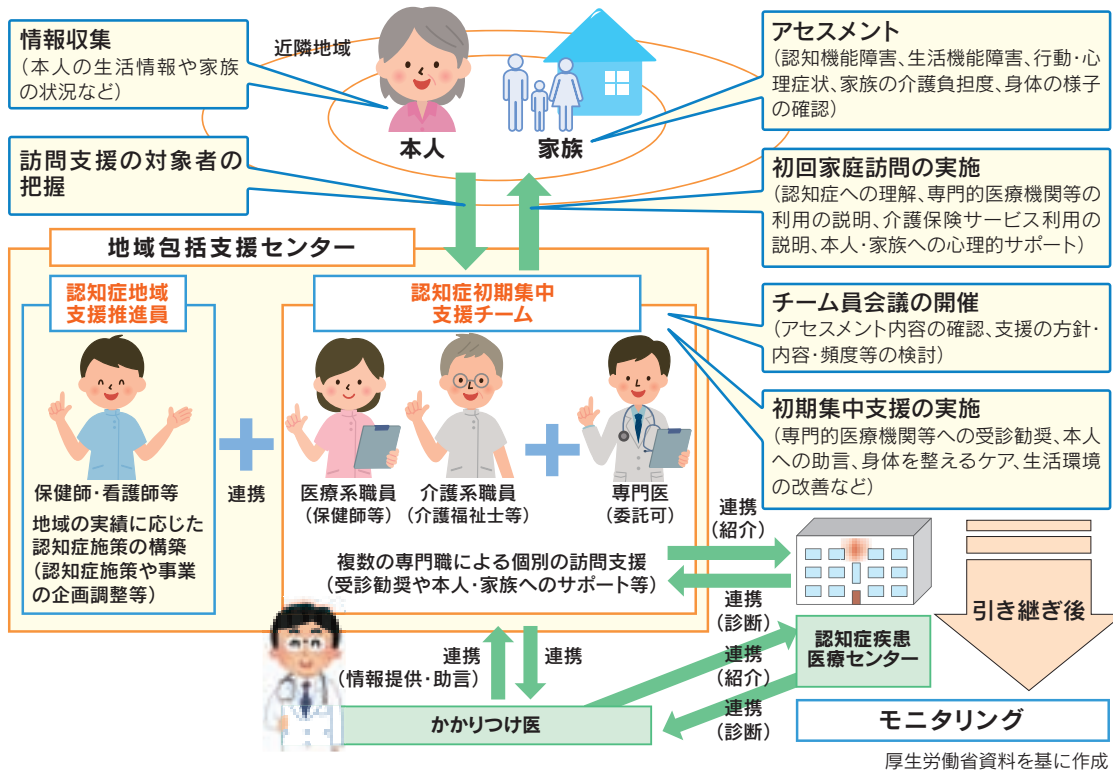 情報収集
（本人の生活情報や家族
の状況など）
近隣地域
本人
家族
アセスメント
（認知機能障害、生活機能障害、行動・心
理症状、家族の介護負担度、身体の様子
の確認）
訪問支援の対象者の
把握
初回家庭訪問の実施
（認知症への理解、専門的医療機関等の
利用の説明、介護保険サービス利用の
説明、本人・家族への心理的サポート）
地域包括支援センター
認知症地域
支援推進員
認知症初期集中
支援チーム
チーム員会議の開催
（アセスメント内容の確認、支援の方針・
内容・頻度等の検討）
初期集中支援の実施
（専門的医療機関等への受診勧奨、本人
への助言、身体を整えるケア、生活環境
の改善など）
保健師・看護師等
連携
医療系職員
（保健師等）
介護系職員
（介護福祉士等）
専門医
（委託可）
地域の実績に応じた
認知症施策の構築
（認知症施策や事業
の企画調整等）
複数の専門職による個別の訪問支援
（受診勧奨や本人・家族へのサポート等）
連携
（紹介）
連携
（診断）
引き継ぎ後
認知症疾患
医療センター
連携
（情報提供・助言）
連携
連携
（紹介）
連携
（診断）
かかりつけ医
モニタリング
厚生労働省資料を基に作成